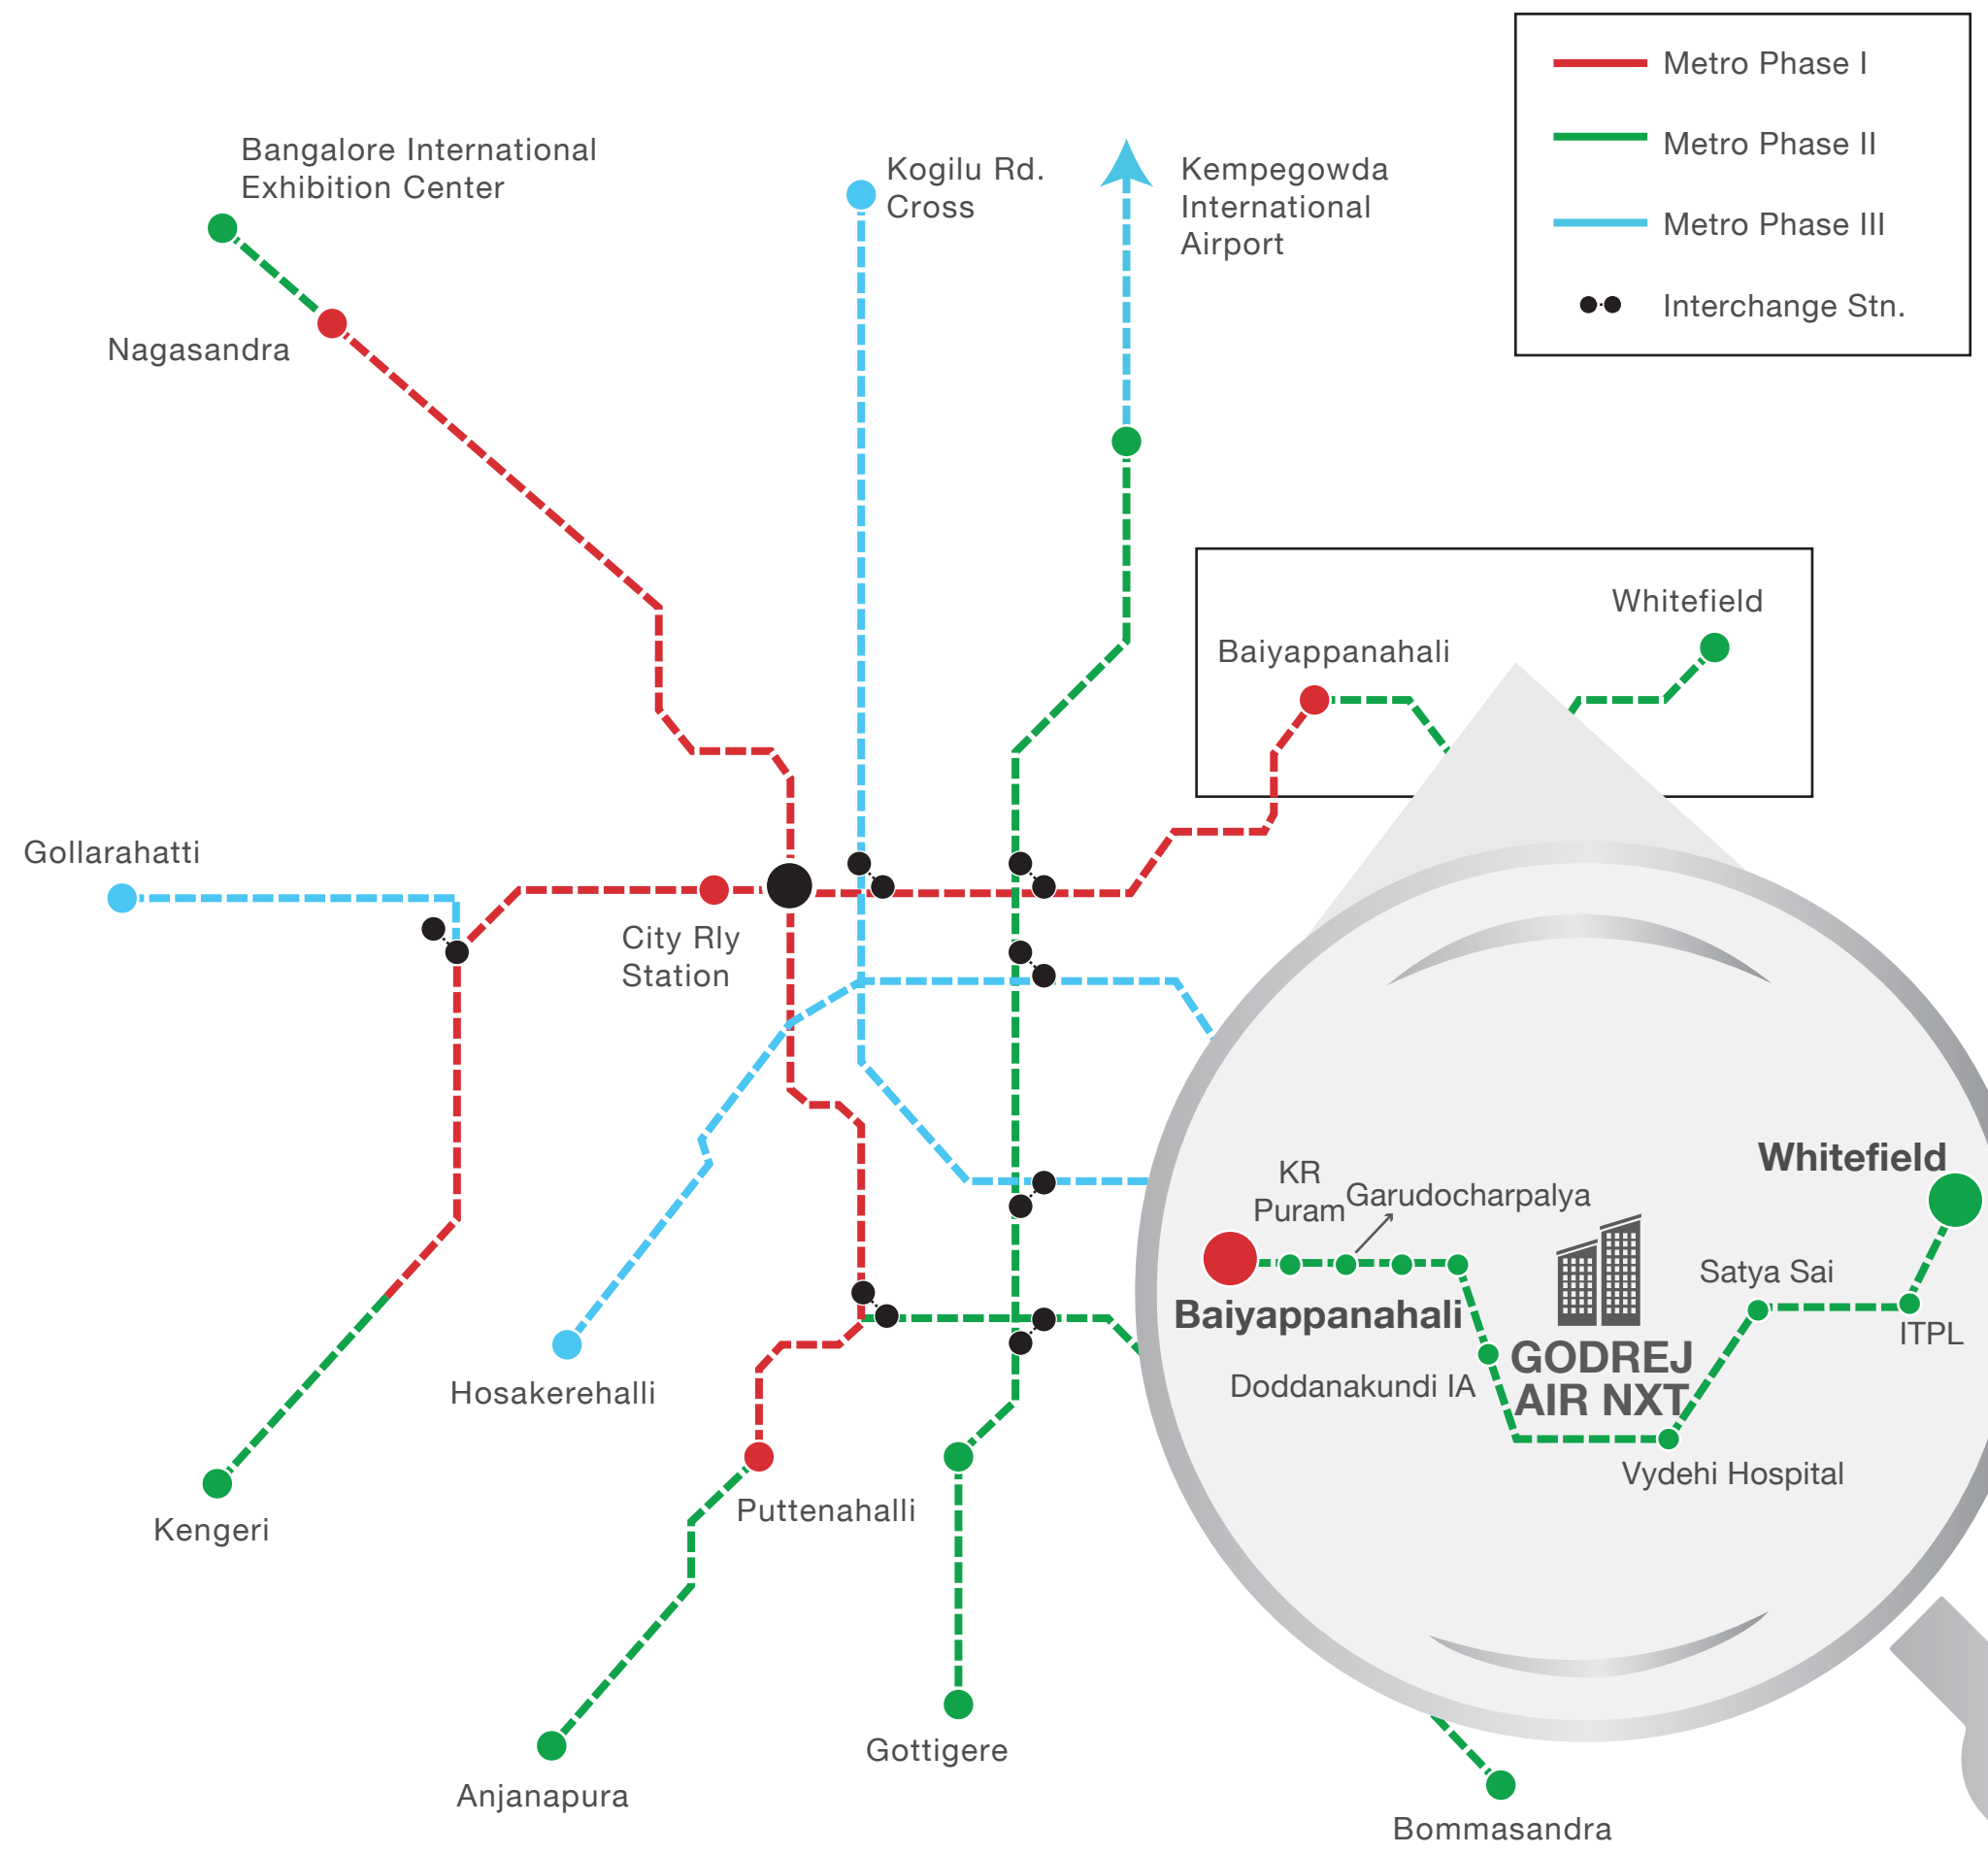 Metro Phase I
Metro Phase II
Metro Phase III
Interchange Stn.
Bangalore International
Exhibition Center
Nagasandra
Kogilu Rd.
Cross
Kempegowda
International
Airport
Whitefield
Baiyappanahali
Gollarahatti
City Rly
Station
Whitefield
KR
Puram
Garudocharpalya
Satya Sai
Baiyappanahali
ITPL
GODREJ
AIR NXT
Doddanakundi IA
Vydehi Hospital
Hosakerehalli
Puttenahalli
Kengeri
Gottigere
Anjanapura
Bommasandra